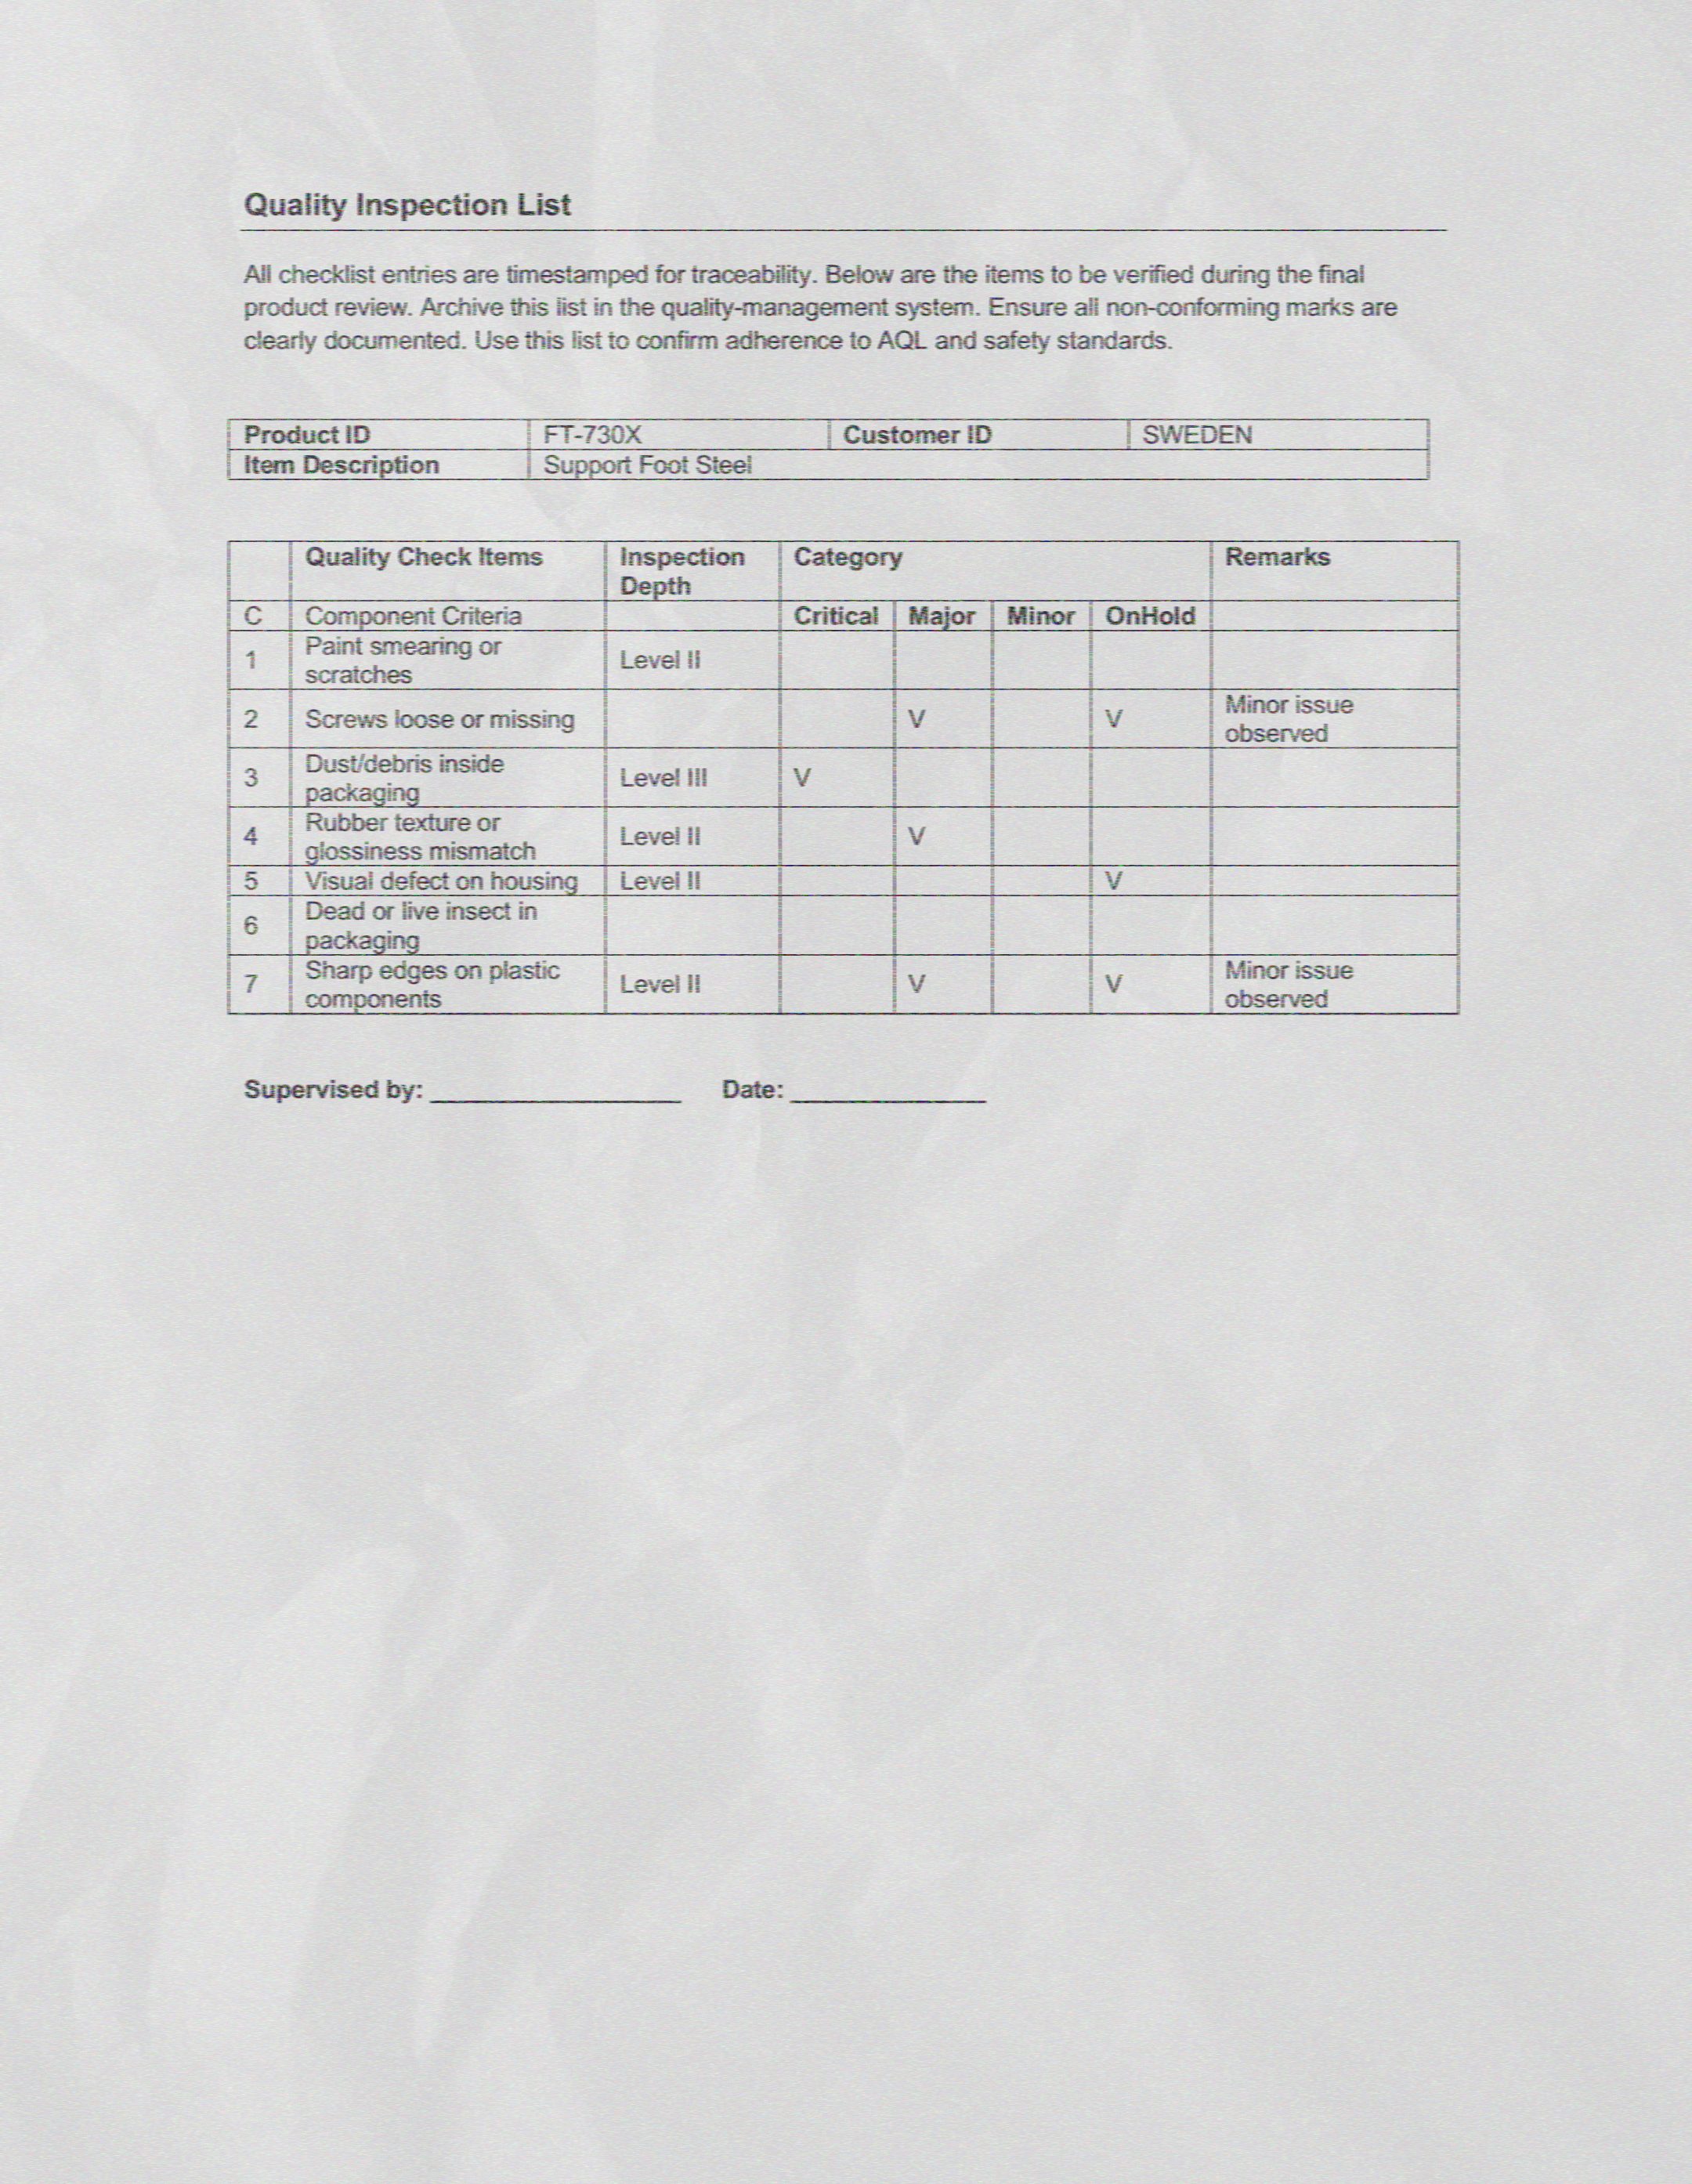 Quality Inspection List
All checklist entries are timestamped for traceability. Below are the items to be verified during the final
product review. Archive this list in the quality-management system. Ensure all non-conforming marks are
clearly documented. Use this list to confirm adherence to AQL and safety standards.
Product ID FT-730X Customer ID SWEDEN
Item Description Support Foot Steel
Quality Check Items Inspection Depth Category Remarks
C Component Criteria Critical Major Minor OnHold
1 Paint smearing or scratches Level II
2 Screws loose or missing V V Minor issue observed
3 Dust/debris inside packaging Level III V
4 Rubber texture or glossiness mismatch Level II V
5 Visual defect on housing Level II V
6 Dead or live insect in packaging
7 Sharp edges on plastic components Level II V V Minor issue observed
Supervised by: Date: